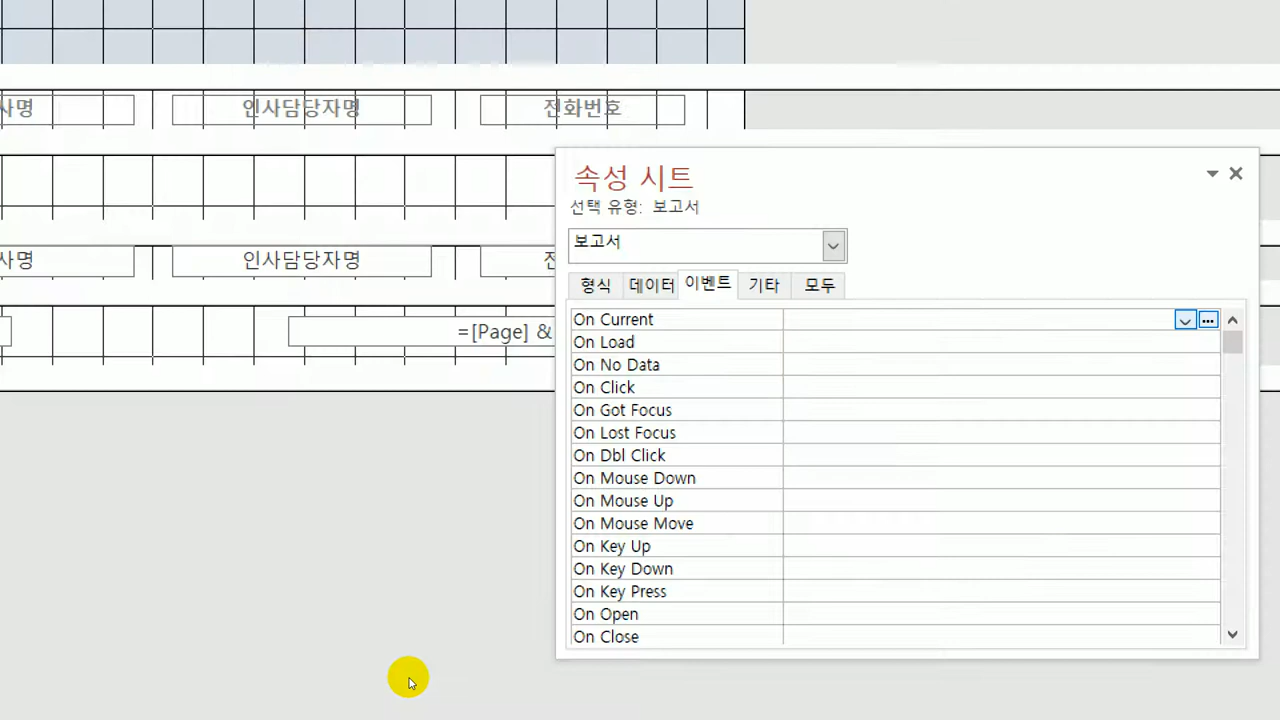 사명 인사담당자명 전화번호
속성 시트
선택 유형: 보고서
보고서
형식 데이터 이벤트 기타 모두
사명 인사담당자명
On Current
On Load
=[Page] &
On No Data
On Click
On Got Focus
On Lost Focus
On Dbl Click
On Mouse Down
On Mouse Up
On Mouse Move
On Key Up
On Key Down
On Key Press
On Open
On Close